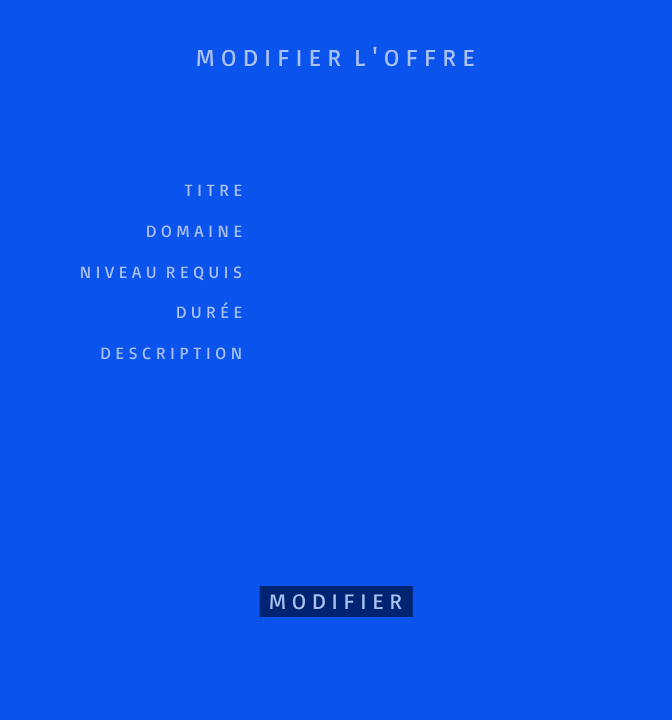 MODIFIER L'OFFRE
TITRE
DOMAINE
NIVEAU REQUIS
DURÉE
DESCRIPTION
MODIFIER